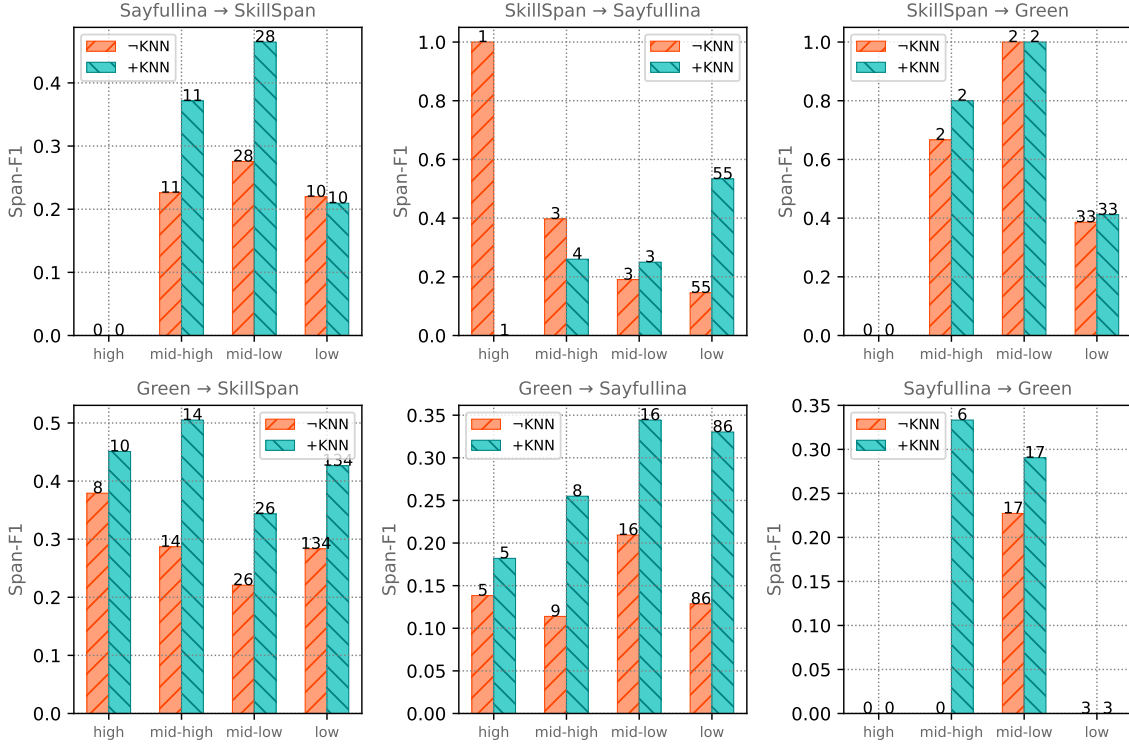 Sayfullina → SkillSpan
¬KNN
+KNN
Span-F1
0.4
0.3
0.2
0.1
0.0
0 0
11 11
28 28
10 10
high mid-high mid-low low
SkillSpan → Sayfullina
¬KNN
+KNN
Span-F1
1.0
0.8
0.6
0.4
0.2
0.0
1 1
3 4
3 3
55 55
high mid-high mid-low low
SkillSpan → Green
¬KNN
+KNN
Span-F1
1.0
0.8
0.6
0.4
0.2
0.0
0 0
2 2
2 2
33 33
high mid-high mid-low low
Green → SkillSpan
¬KNN
+KNN
Span-F1
0.5
0.4
0.3
0.2
0.1
0.0
8 10
14 14
26 26
134 134
high mid-high mid-low low
Green → Sayfullina
¬KNN
+KNN
Span-F1
0.35
0.30
0.25
0.20
0.15
0.10
0.05
0.00
5 5
9 8
16 16
86 86
high mid-high mid-low low
Sayfullina → Green
¬KNN
+KNN
Span-F1
0.35
0.30
0.25
0.20
0.15
0.10
0.05
0.00
0 0
0 6
17 17
3 3
high mid-high mid-low low